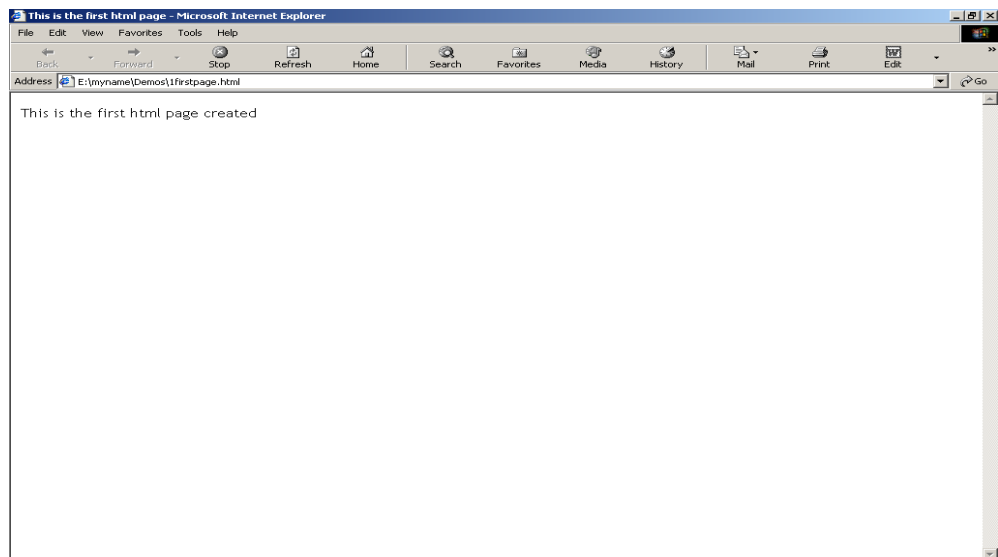 This is the first html page - Microsoft Internet Explorer
File Edit View Favorites Tools Help
Back Forward Stop Refresh Home Search Favorites Media History Mail Print Edit »
Address E:\myname\Demos\1firstpage.html Go
This is the first html page created